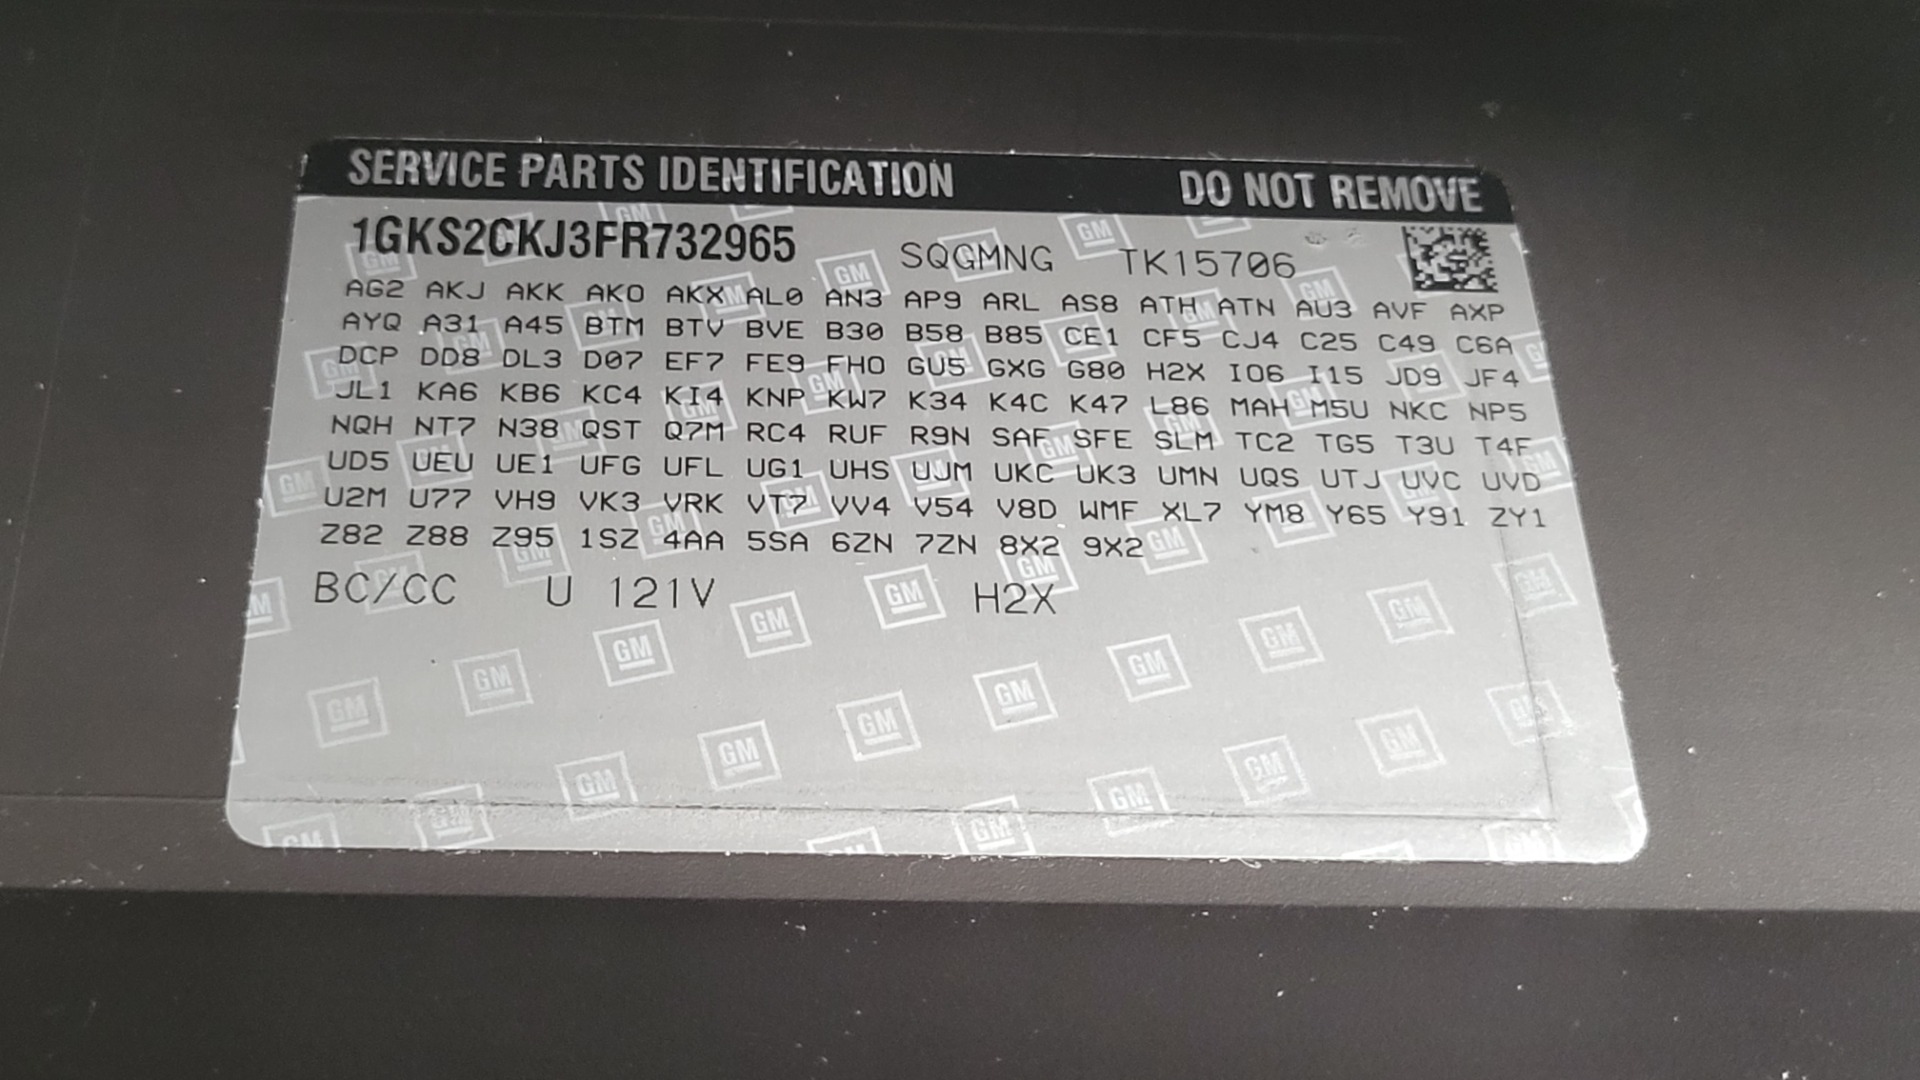 SERVICE PARTS IDENTIFICATION DO NOT REMOVE
1GKS2CKJ3FR732965 SQGMNG TK15706
AG2 AKJ AKK AKO AKX AL0 AN3 AP9 ARL AS8 ATH ATN AU3 AVF AXP
AYQ A31 A45 BTM BTV BVE B30 B58 B85 CE1 CF5 CJ4 C25 C49 C6A
DCP DD8 DL3 D07 EF7 FE9 FHO GU5 GXG G80 H2X IO6 I15 JD9 JF4
JL1 KA6 KB6 KC4 KI4 KNP KW7 K34 K4C K47 L86 MAH M5U NKC NP5
NQH NT7 N38 QST Q7M RC4 RUF R9N SAF SFE SLM TC2 TG5 T3U T4F
UD5 UEU UE1 UFG UFL UG1 UHS UJM UKC UK3 UMN UQS UTJ UVC UVD
U2M U77 VH9 VK3 VRK VT7 VV4 V54 V8D WMF XL7 YM8 Y65 Y91 ZY1
Z82 Z88 Z95 1SZ 4AA 5SA 6ZN 7ZN 8X2 9X2
BC/CC U 121V H2X